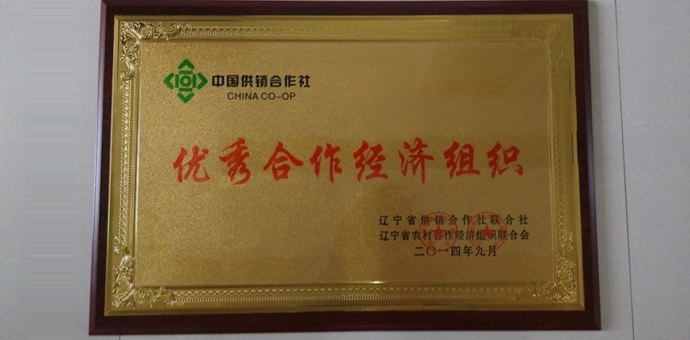 中国供销合作社
CHINA CO-OP
优秀合作经济组织
辽宁省供销合作社联合社
辽宁省农村合作经济组织联合会
二〇一四年九月